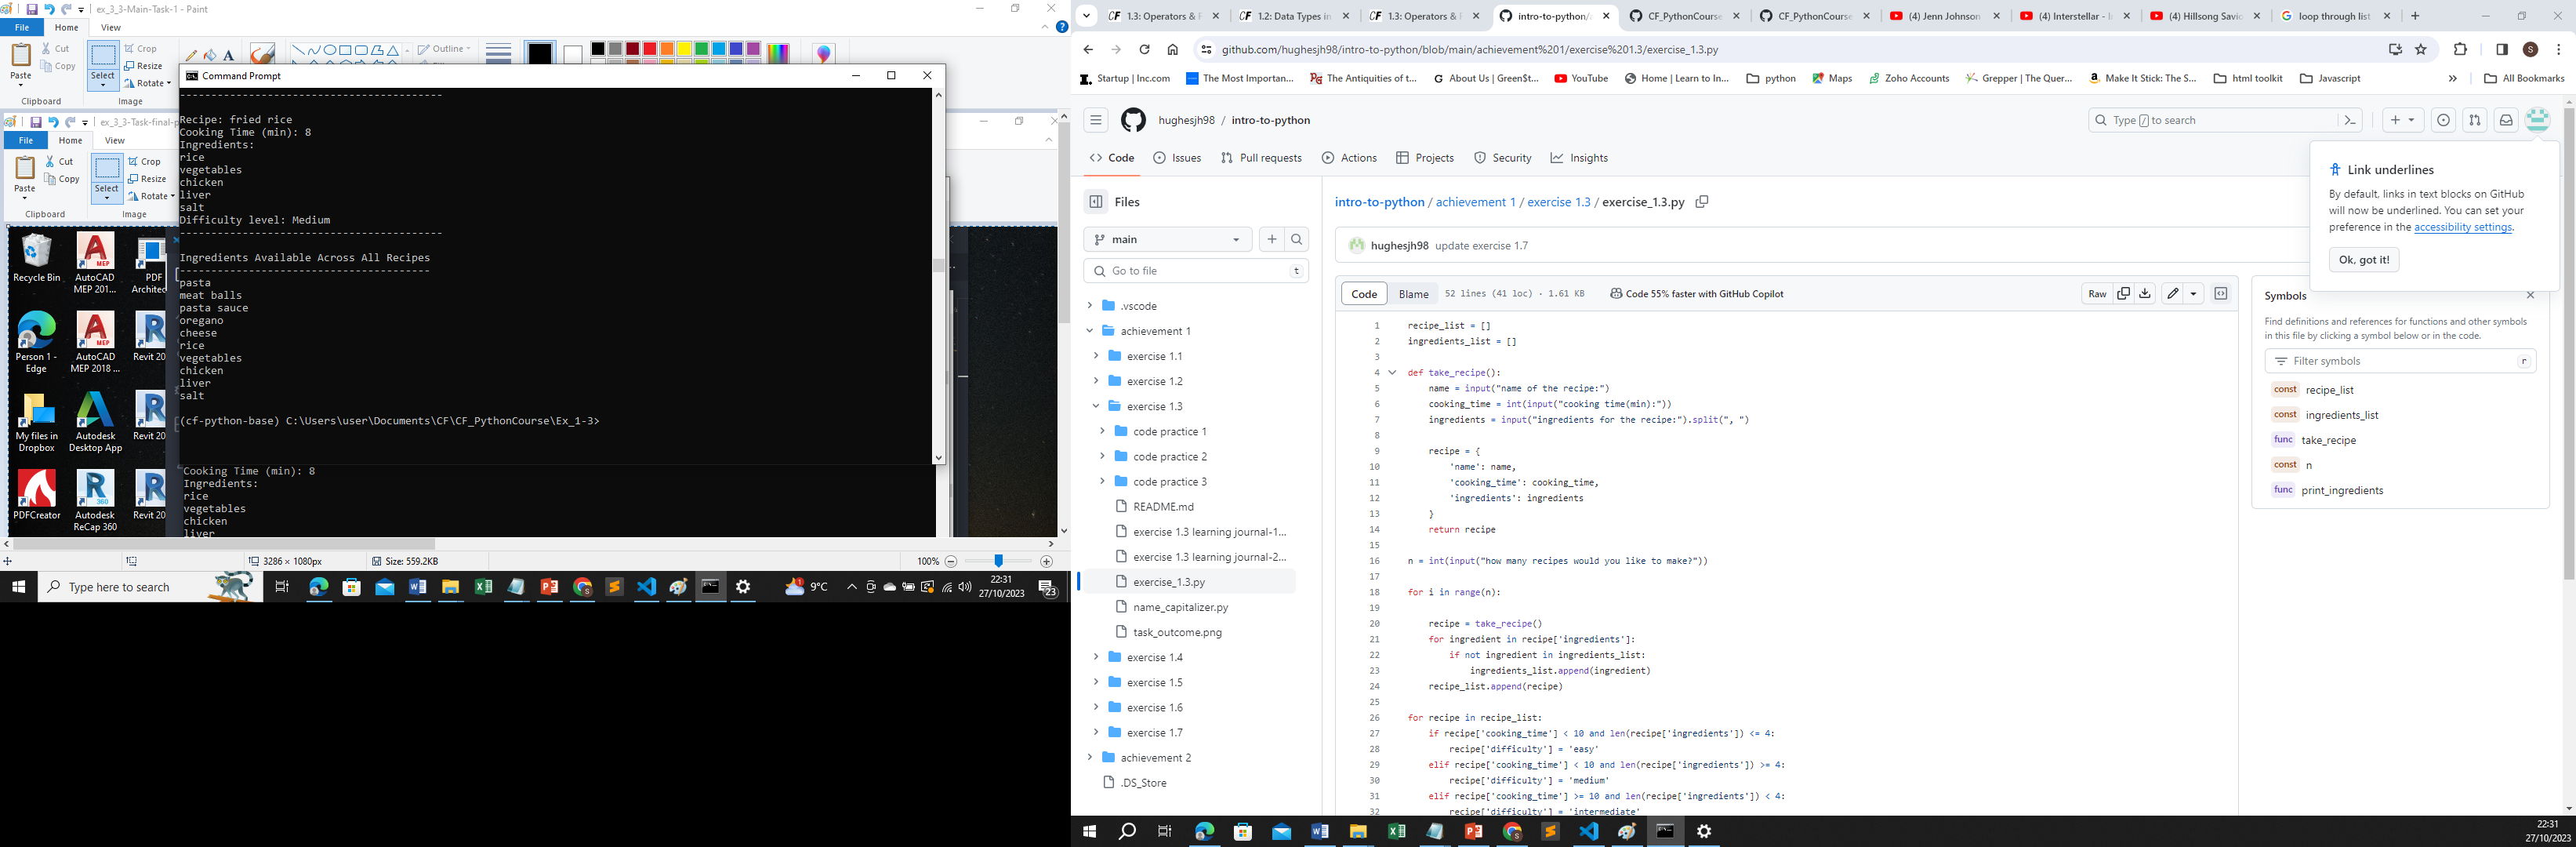 ex_3_3-Main-Task-1 - Paint
File Home View
Paste
Cut
Copy
Clipboard
Select
Crop
Resize
Rotate
Image
Outline
ex_3_3-Task-final-p
File Home View
Paste
Cut
Copy
Clipboard
Select
Crop
Resize
Rotate
Image
Recycle Bin
AutoCAD MEP 201...
PDF Architec
Person 1 - Edge
AutoCAD MEP 2018 ...
Revit 20
My files in Dropbox
Autodesk Desktop App
Revit 20
PDFCreator
Autodesk ReCap 360
Revit 20
Command Prompt
------------------------------------------
Recipe: fried rice
Cooking Time (min): 8
Ingredients:
rice
vegetables
chicken
liver
salt
Difficulty level: Medium
------------------------------------------
Ingredients Available Across All Recipes
----------------------------------------
pasta
meat balls
pasta sauce
oregano
cheese
rice
vegetables
chicken
liver
salt
(cf-python-base) C:\Users\user\Documents\CF\CF_PythonCourse\Ex_1-3>
Cooking Time (min): 8
Ingredients:
rice
vegetables
chicken
liver
3286 × 1080px
Size: 559.2KB
100%
Type here to search
9°C
22:31
27/10/2023
23
1.3: Operators & F
1.2: Data Types in
1.3: Operators & F
intro-to-python/
CF_PythonCourse
CF_PythonCourse
(4) Jenn Johnson
(4) Interstellar - I
(4) Hillsong Savio
loop through list
github.com/hughesjh98/intro-to-python/blob/main/achievement%201/exercise%201.3/exercise_1.3.py
Startup | Inc.com
The Most Importan...
The Antiquities of t...
About Us | Green$t...
YouTube
Home | Learn to In...
python
Maps
Zoho Accounts
Grepper | The Quer...
Make It Stick: The S...
html toolkit
Javascript
All Bookmarks
hughesjh98 / intro-to-python
Type / to search
Code
Issues
Pull requests
Actions
Projects
Security
Insights
Link underlines
By default, links in text blocks on GitHub
will now be underlined. You can set your
preference in the accessibility settings.
Ok, got it!
Files
main
Go to file
t
.vscode
achievement 1
exercise 1.1
exercise 1.2
exercise 1.3
code practice 1
code practice 2
code practice 3
README.md
exercise 1.3 learning journal-1...
exercise 1.3 learning journal-2...
exercise_1.3.py
name_capitalizer.py
task_outcome.png
exercise 1.4
exercise 1.5
exercise 1.6
exercise 1.7
achievement 2
.DS_Store
intro-to-python / achievement 1 / exercise 1.3 / exercise_1.3.py
hughesjh98 update exercise 1.7
Code Blame 52 lines (41 loc) · 1.61 KB
Code 55% faster with GitHub Copilot
Raw
1 recipe_list = []
2 ingredients_list = []
3
4 def take_recipe():
5 name = input("name of the recipe:")
6 cooking_time = int(input("cooking time(min):"))
7 ingredients = input("ingredients for the recipe:").split(", ")
8
9 recipe = {
10 'name': name,
11 'cooking_time': cooking_time,
12 'ingredients': ingredients
13 }
14 return recipe
15
16 n = int(input("how many recipes would you like to make?"))
17
18 for i in range(n):
19
20 recipe = take_recipe()
21 for ingredient in recipe['ingredients']:
22 if not ingredient in ingredients_list:
23 ingredients_list.append(ingredient)
24 recipe_list.append(recipe)
25
26 for recipe in recipe_list:
27 if recipe['cooking_time'] < 10 and len(recipe['ingredients']) <= 4:
28 recipe['difficulty'] = 'easy'
29 elif recipe['cooking_time'] < 10 and len(recipe['ingredients']) >= 4:
30 recipe['difficulty'] = 'medium'
31 elif recipe['cooking_time'] >= 10 and len(recipe['ingredients']) < 4:
32 recipe['difficulty'] = 'intermediate'
Symbols
Find definitions and references for functions and other symbols
in this file by clicking a symbol below or in the code.
Filter symbols
r
const recipe_list
const ingredients_list
func take_recipe
const n
func print_ingredients
22:31
27/10/2023